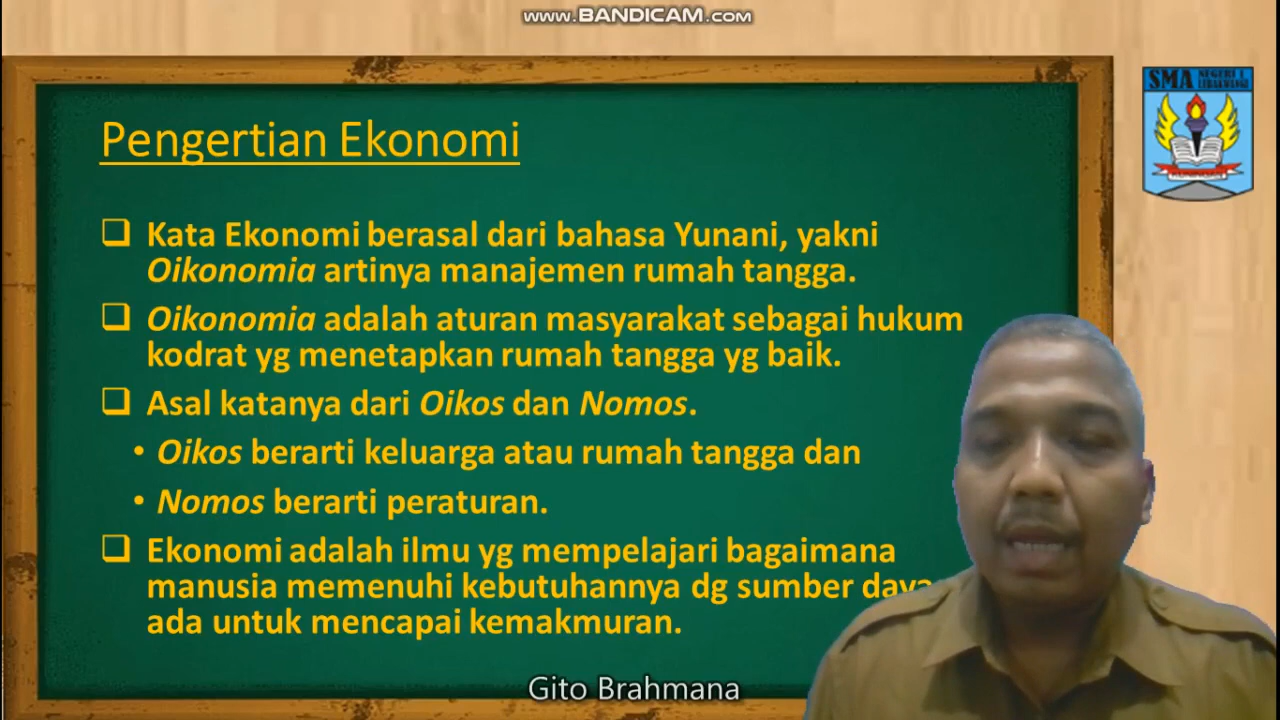 www.BANDICAM.com
SMA NEGERI 1
Pengertian Ekonomi
Kata Ekonomi berasal dari bahasa Yunani, yakni
Oikonomia artinya manajemen rumah tangga.
Oikonomia adalah aturan masyarakat sebagai hukum
kodrat yg menetapkan rumah tangga yg baik.
Asal katanya dari Oikos dan Nomos.
• Oikos berarti keluarga atau rumah tangga dan
• Nomos berarti peraturan.
Ekonomi adalah ilmu yg mempelajari bagaimana
manusia memenuhi kebutuhannya dg sumber daya
ada untuk mencapai kemakmuran.
Gito Brahmana